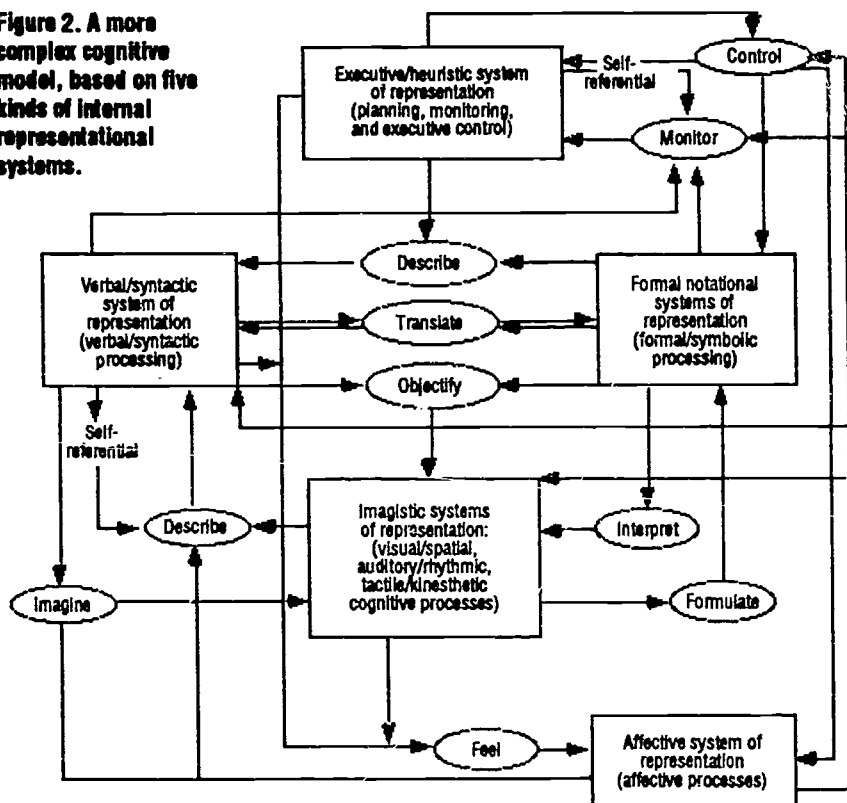 Figure 2. A more
complex cognitive
model, based on five
kinds of internal
representational
systems.
Executive/heuristic system
of representation
(planning, monitoring,
and executive control)
Self-
referential
Control
Monitor
Verbal/syntactic
system of
representation
(verbal/syntactic
processing)
Describe
Translate
Objectify
Formal notational
systems of
representation
(formal/symbolic
processing)
Self-
referential
Describe
Imagistic systems
of representation:
(visual/spatial,
auditory/rhythmic,
tactile/kinesthetic
cognitive processes)
Interpret
Imagine
Formulate
Feel
Affective system of
representation
(affective processes)